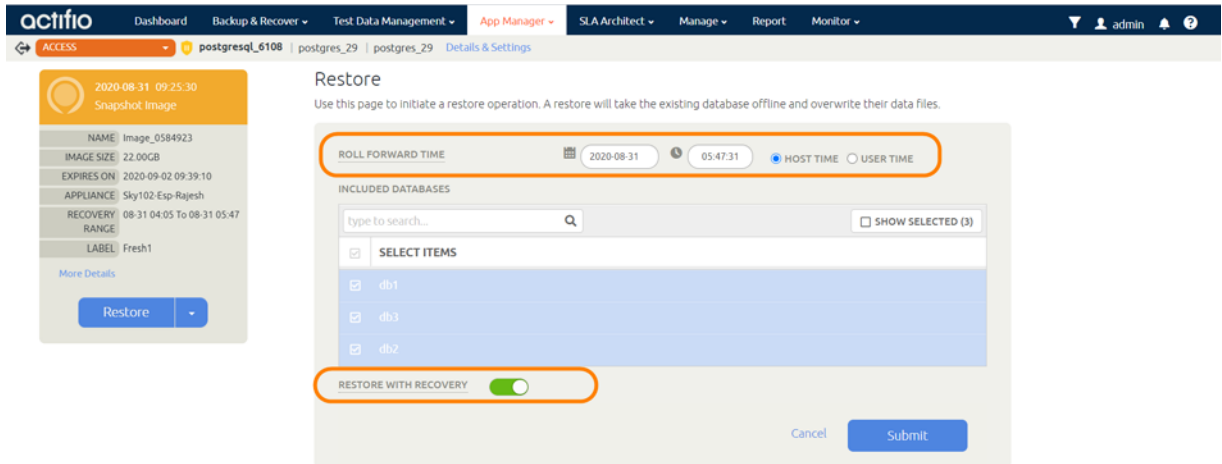 actifio Dashboard Backup & Recover Test Data Management App Manager SLA Architect Manage Report Monitor admin
ACCESS postgresql_6108 | postgres_29 | postgres_29 Details & Settings
2020-08-31 09:25:30
Snapshot Image
NAME Image_0584923
IMAGE SIZE 22.00GB
EXPIRES ON 2020-09-02 09:39:10
APPLIANCE Sky102-Esp-Rajesh
RECOVERY RANGE 08-31 04:05 To 08-31 05:47
LABEL Fresh1
More Details
Restore
Restore
Use this page to initiate a restore operation. A restore will take the existing database offline and overwrite their data files.
ROLL FORWARD TIME 2020-08-31 05:47:31 HOST TIME USER TIME
INCLUDED DATABASES
type to search... SHOW SELECTED (3)
SELECT ITEMS
db1
db3
db2
RESTORE WITH RECOVERY
Cancel Submit